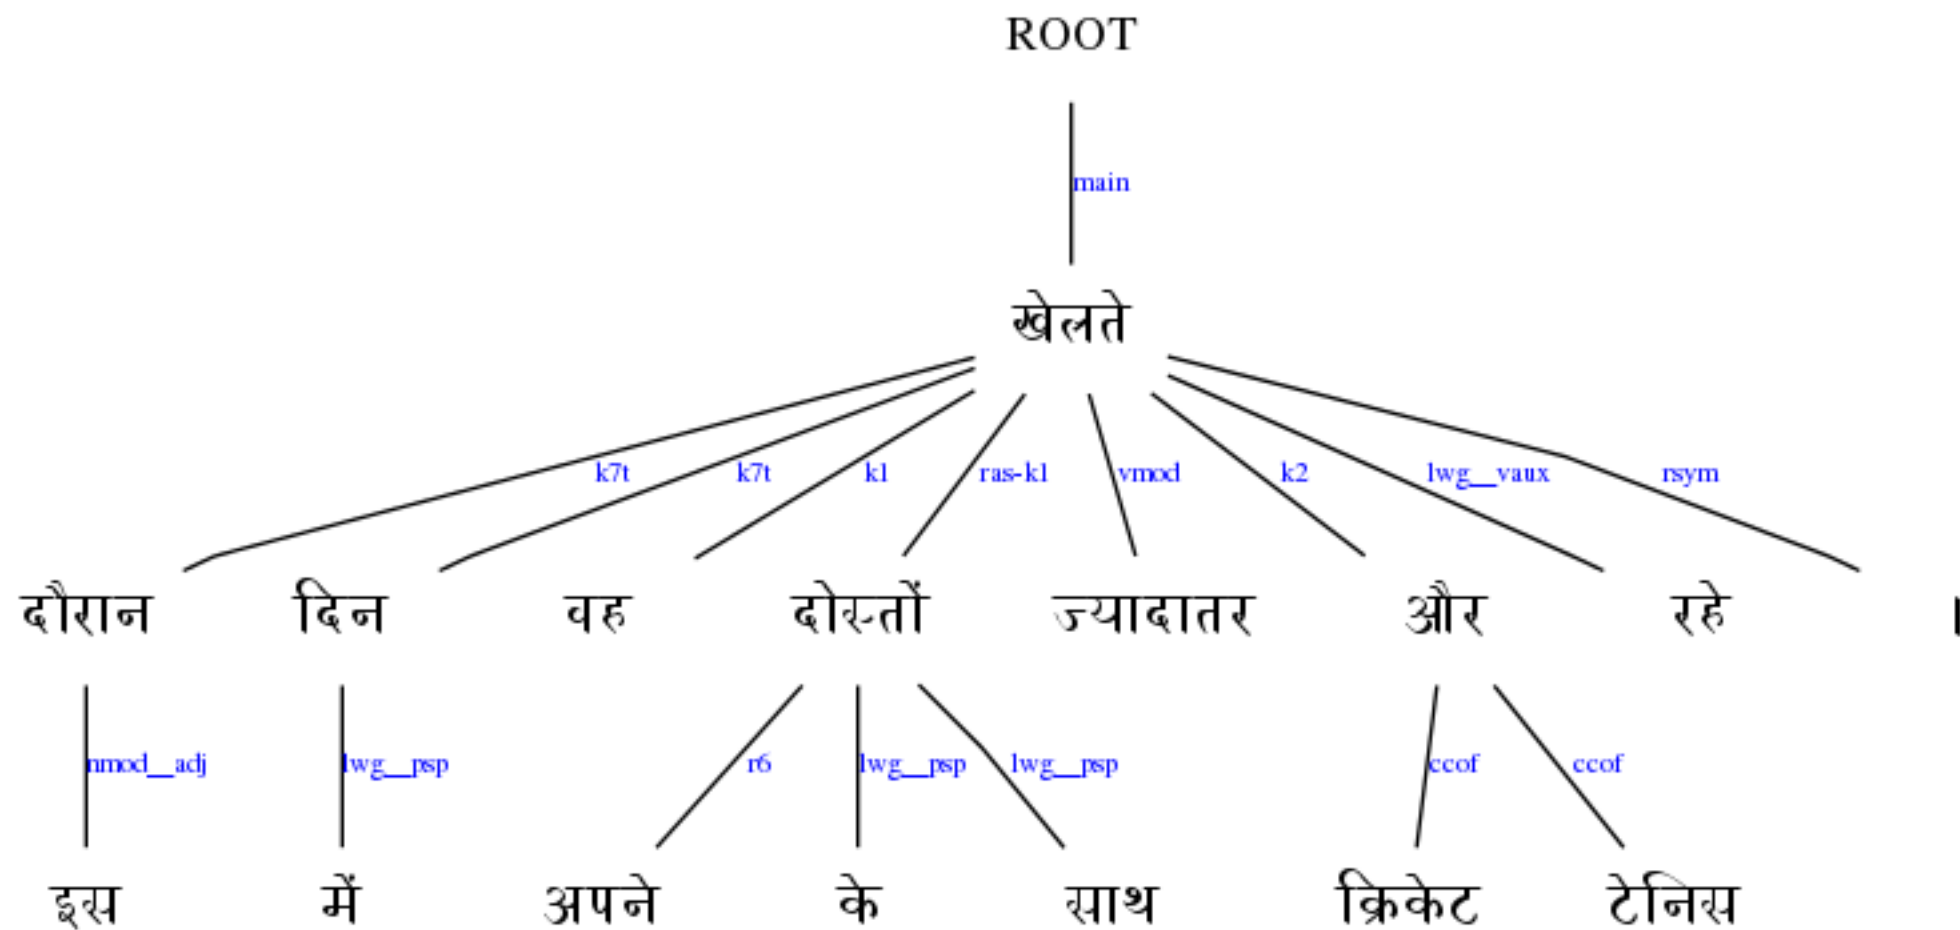 ROOT
main
खेलते
k7t k7t k1 ras-k1 vmod k2 lwg__vaux rsym
दौरान दिन वह दोस्तों ज्यादातर और रहे ।
nmod__adj lwg__psp r6 lwg__psp lwg__psp ccof ccof
इस में अपने के साथ क्रिकेट टेनिस